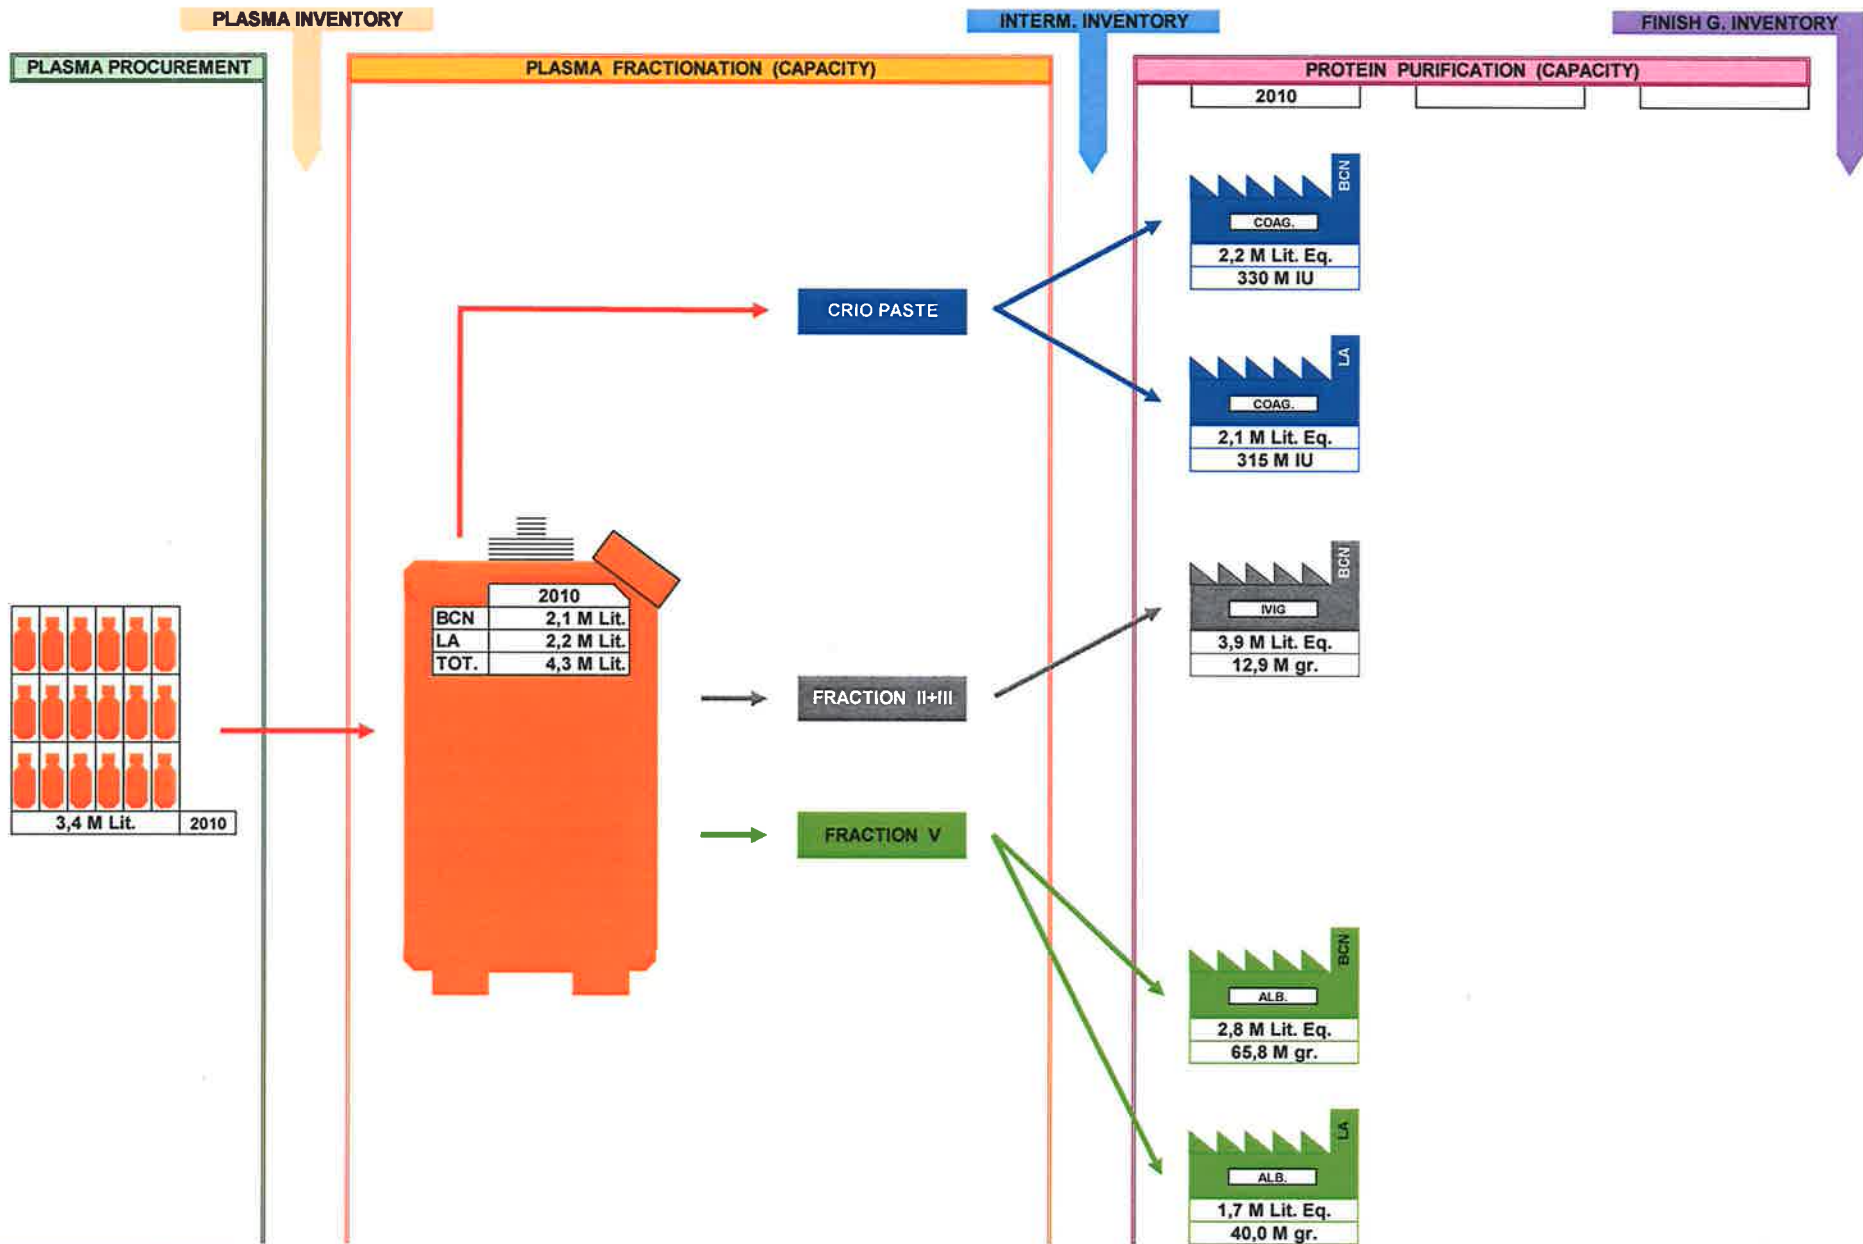 PLASMA INVENTORY
INTERM. INVENTORY
FINISH G. INVENTORY
PLASMA PROCUREMENT
PLASMA FRACTIONATION (CAPACITY)
PROTEIN PURIFICATION (CAPACITY)
2010
BCN
COAG.
2,2 M Lit. Eq.
330 M IU
CRIO PASTE
LA
COAG.
2,1 M Lit. Eq.
315 M IU
2010
BCN 2,1 M Lit.
LA 2,2 M Lit.
TOT. 4,3 M Lit.
BCN
IVIG
3,9 M Lit. Eq.
12,9 M gr.
FRACTION II+III
3,4 M Lit. 2010
FRACTION V
BCN
ALB.
2,8 M Lit. Eq.
65,8 M gr.
LA
ALB.
1,7 M Lit. Eq.
40,0 M gr.